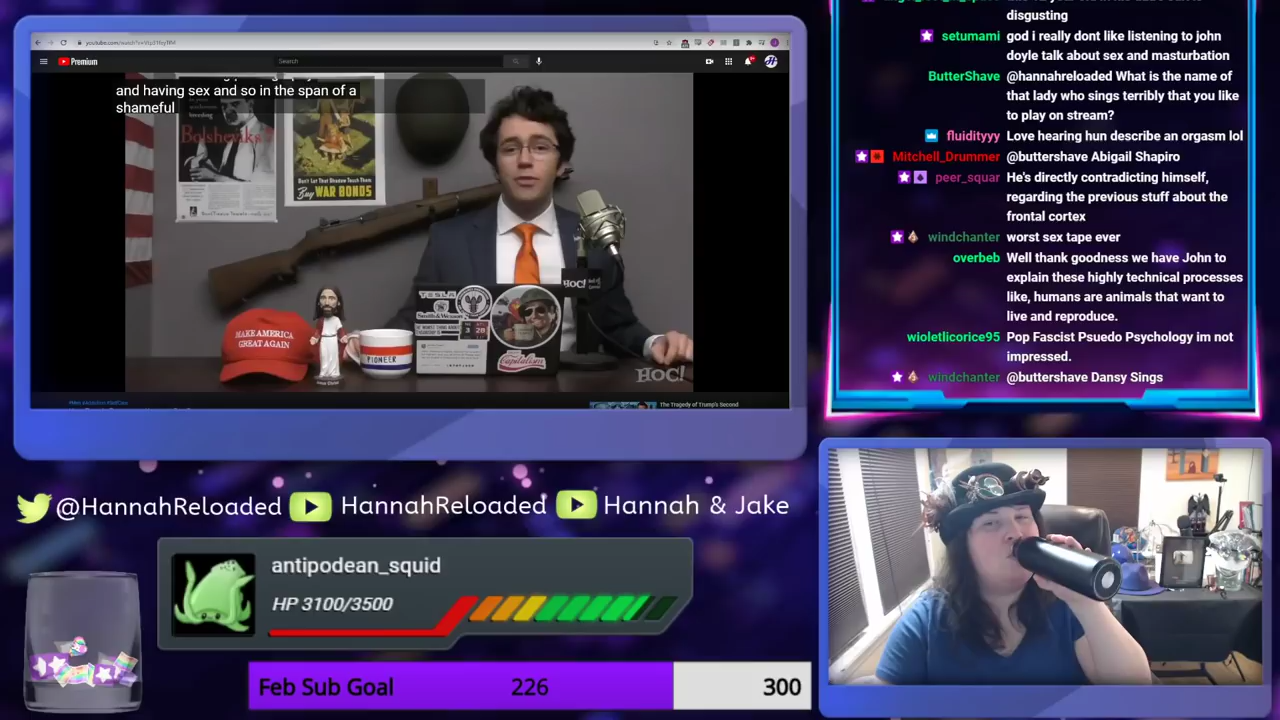 Premium
Search
and having sex and so in the span of a
shameful
Bolsheviks?
BUY WAR BONDS
MAKE AMERICA
GREAT AGAIN
PIONEER
TESLA
Smith&Wesson
Capitalism
HOC!
HOC!
The Tragedy of Trump's Second
disgusting
setumami god i really dont like listening to john
doyle talk about sex and masturbation
ButterShave @hannahreloaded What is the name of
that lady who sings terribly that you like
to play on stream?
fluidityyy Love hearing hun describe an orgasm lol
Mitchell_Drummer @buttershave Abigail Shapiro
peer_squar He's directly contradicting himself,
regarding the previous stuff about the
frontal cortex
windchanter worst sex tape ever
overbeb Well thank goodness we have John to
explain these highly technical processes
like, humans are animals that want to
live and reproduce.
wioletlicorice95 Pop Fascist Psuedo Psychology im not
impressed.
windchanter @buttershave Dansy Sings
@HannahReloaded HannahReloaded Hannah & Jake
antipodean_squid
HP 3100/3500
Feb Sub Goal 226 300